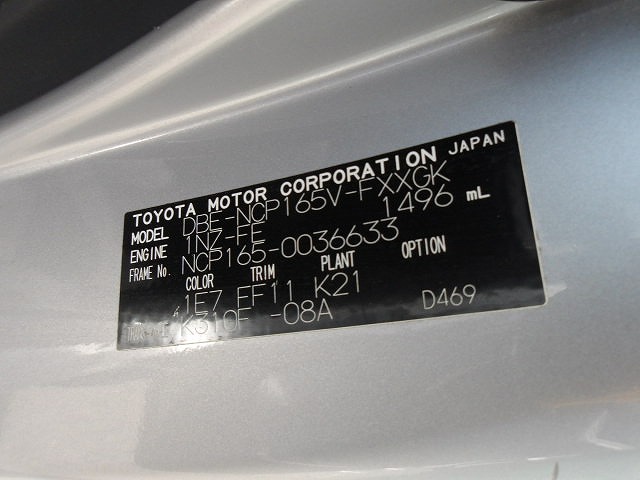 TOYOTA MOTOR CORPORATION JAPAN
MODEL DBE-NCP165V-FXXGK
ENGINE 1NZ-FE 1496 mL
FRAME No. NCP165-0036633
COLOR TRIM PLANT OPTION
1E7 FF11 K21
K310F -08A D469